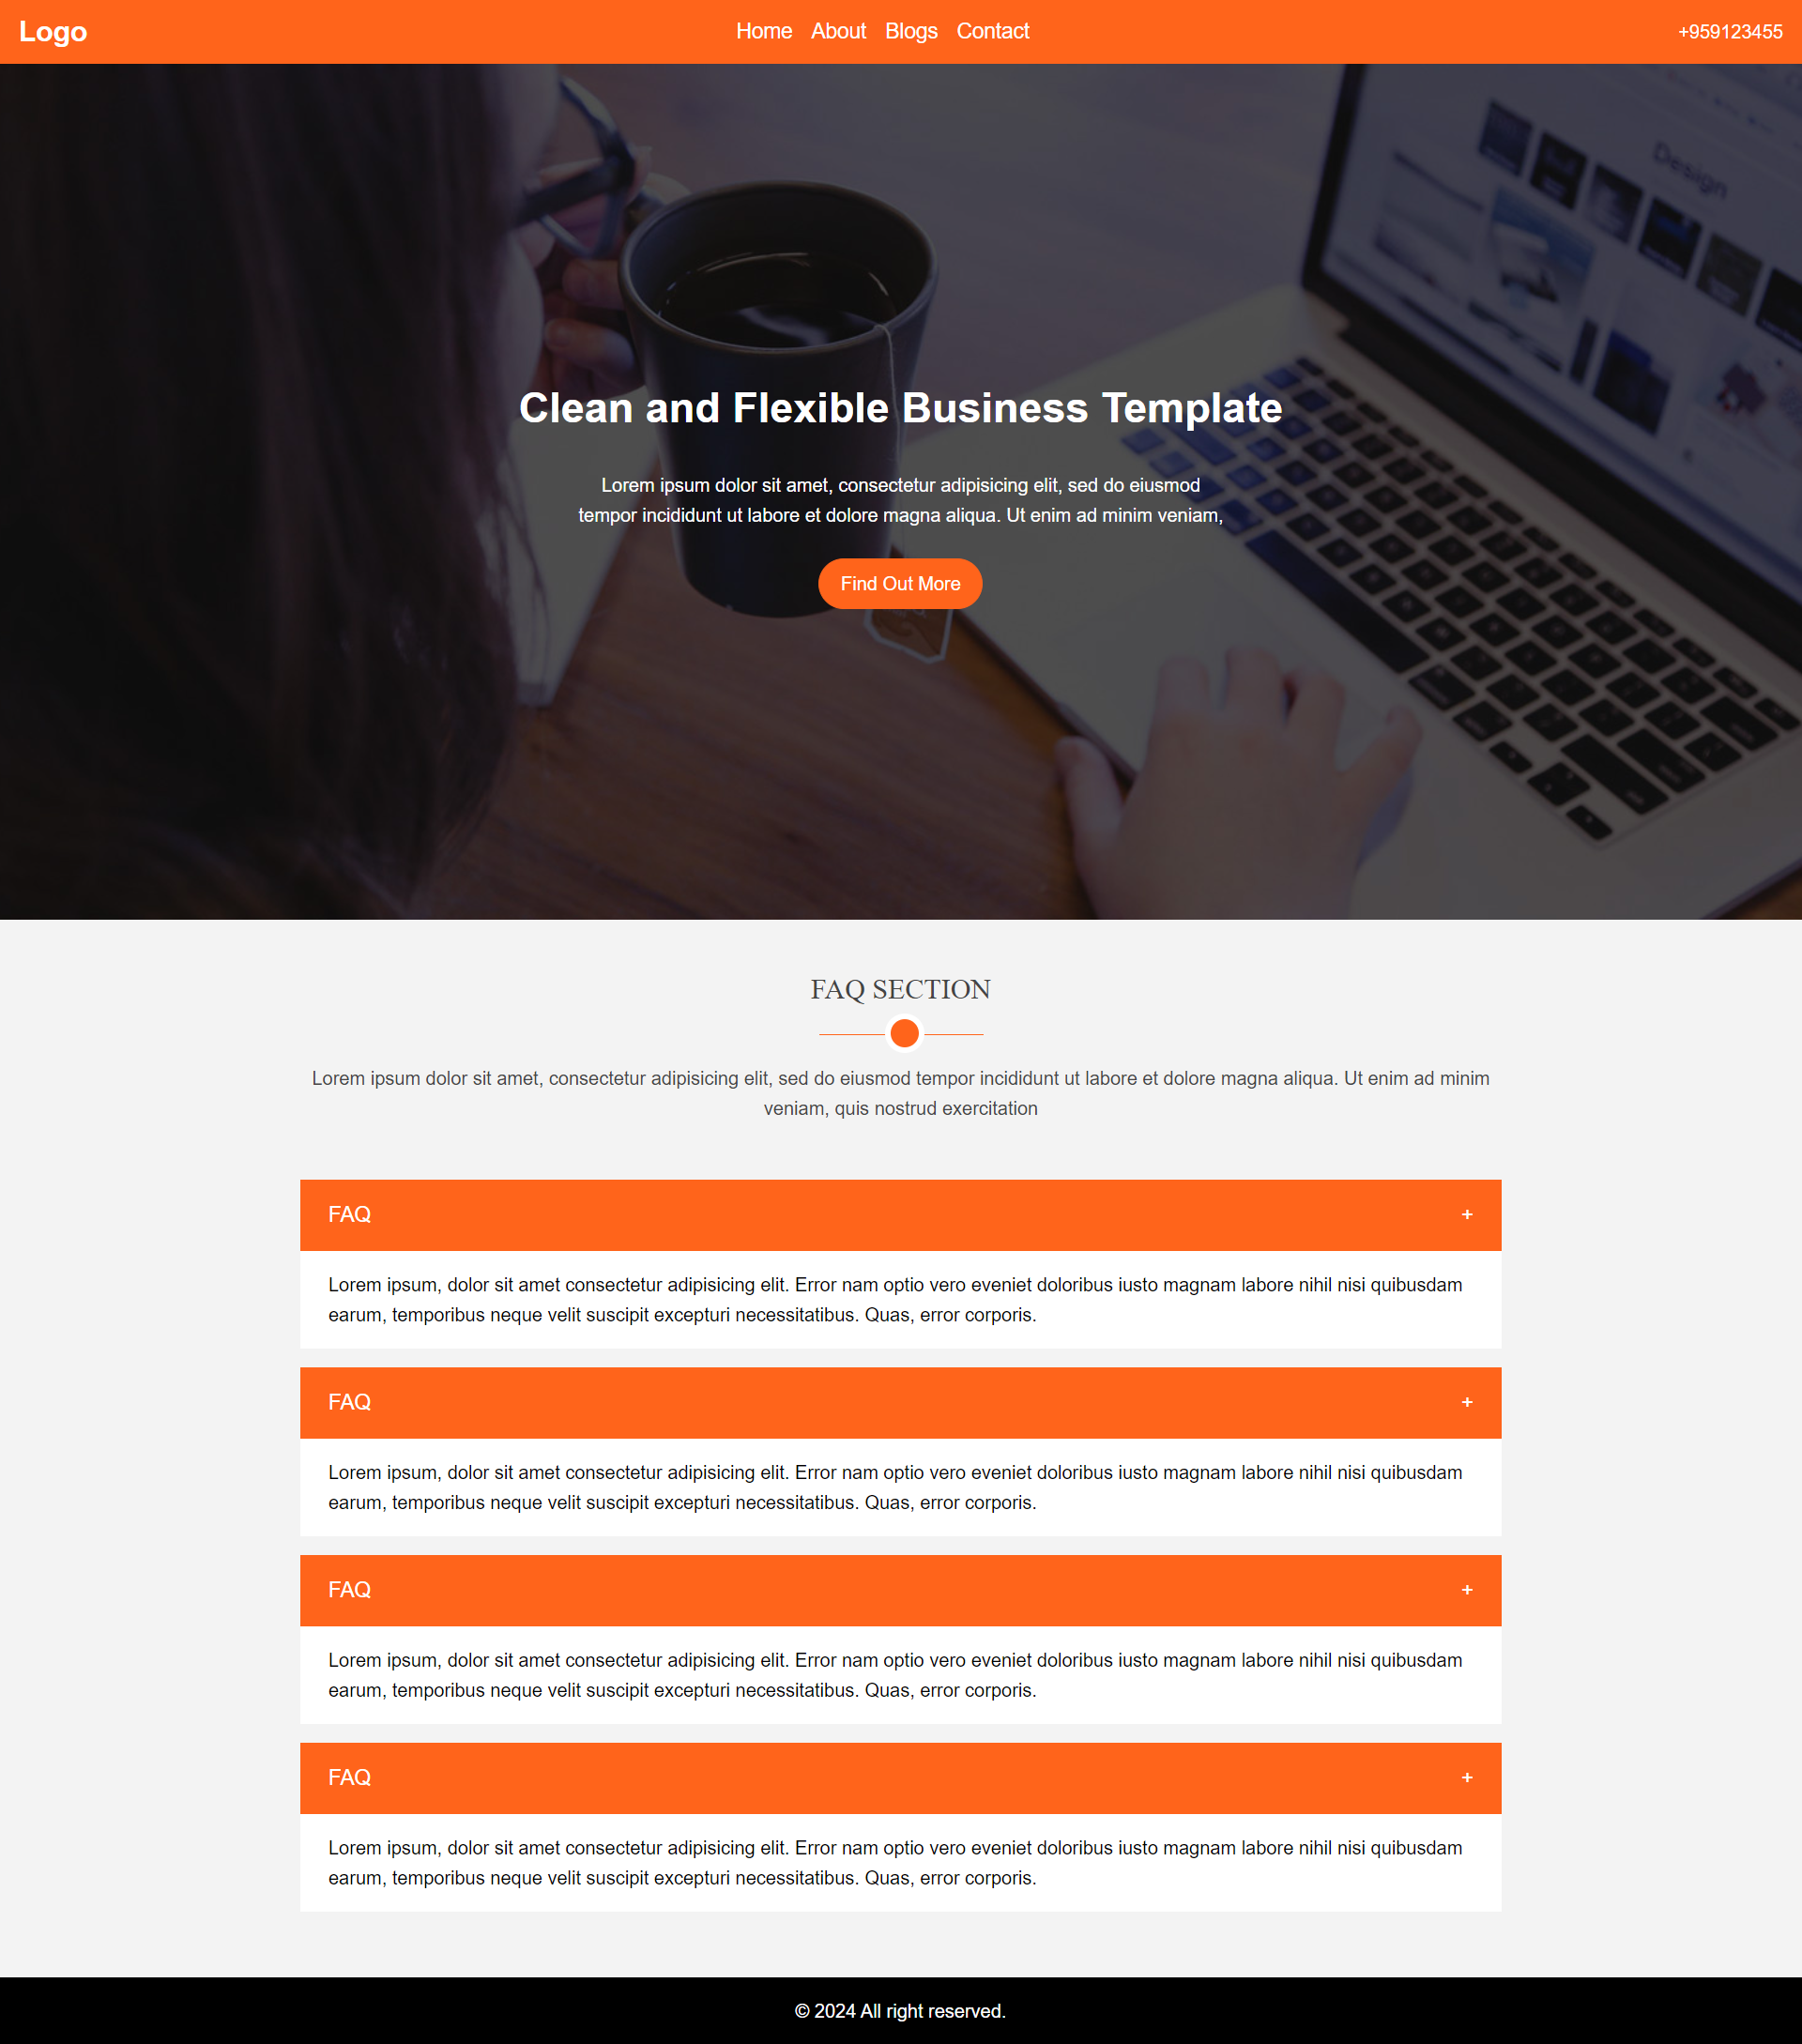 Logo
Home About Blogs Contact
+959123455
Design
Clean and Flexible Business Template
Lorem ipsum dolor sit amet, consectetur adipisicing elit, sed do eiusmod
tempor incididunt ut labore et dolore magna aliqua. Ut enim ad minim veniam,
Find Out More
FAQ SECTION
Lorem ipsum dolor sit amet, consectetur adipisicing elit, sed do eiusmod tempor incididunt ut labore et dolore magna aliqua. Ut enim ad minim
veniam, quis nostrud exercitation
FAQ +
Lorem ipsum, dolor sit amet consectetur adipisicing elit. Error nam optio vero eveniet doloribus iusto magnam labore nihil nisi quibusdam
earum, temporibus neque velit suscipit excepturi necessitatibus. Quas, error corporis.
FAQ +
Lorem ipsum, dolor sit amet consectetur adipisicing elit. Error nam optio vero eveniet doloribus iusto magnam labore nihil nisi quibusdam
earum, temporibus neque velit suscipit excepturi necessitatibus. Quas, error corporis.
FAQ +
Lorem ipsum, dolor sit amet consectetur adipisicing elit. Error nam optio vero eveniet doloribus iusto magnam labore nihil nisi quibusdam
earum, temporibus neque velit suscipit excepturi necessitatibus. Quas, error corporis.
FAQ +
Lorem ipsum, dolor sit amet consectetur adipisicing elit. Error nam optio vero eveniet doloribus iusto magnam labore nihil nisi quibusdam
earum, temporibus neque velit suscipit excepturi necessitatibus. Quas, error corporis.
© 2024 All right reserved.